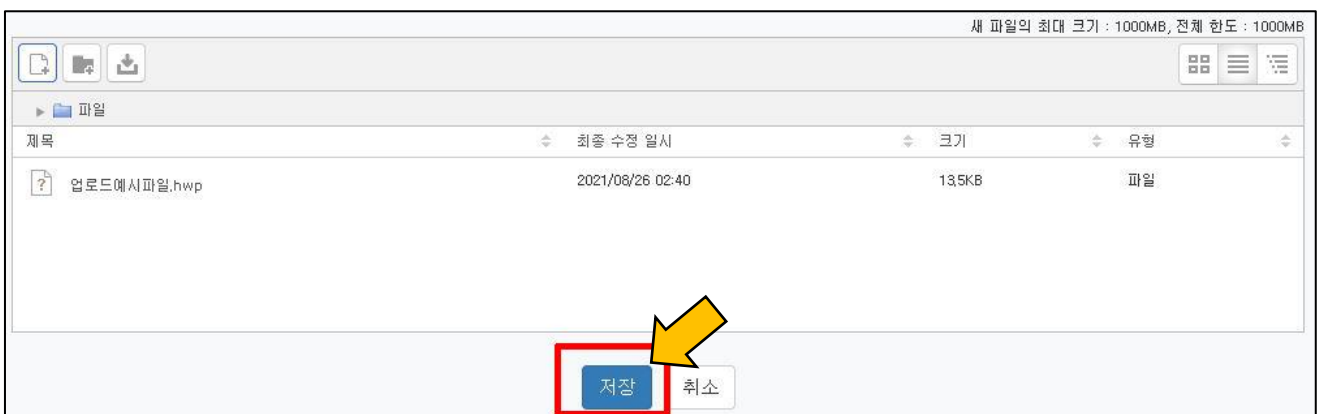 새 파일의 최대 크기 : 1000MB, 전체 한도 : 1000MB
파일
제목 최종 수정 일시 크기 유형
업로드예시파일.hwp 2021/08/26 02:40 13.5KB 파일
저장 취소